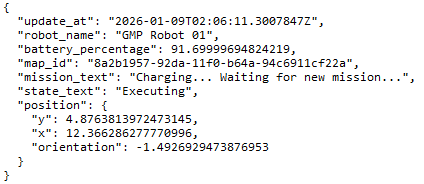 {
  "update_at": "2026-01-09T02:06:11.3007847Z",
  "robot_name": "GMP Robot 01",
  "battery_percentage": 91.69999694824219,
  "map_id": "8a2b1957-92da-11f0-b64a-94c6911cf22a",
  "mission_text": "Charging... Waiting for new mission...",
  "state_text": "Executing",
  "position": {
    "y": 4.8763813972473145,
    "x": 12.366286277770996,
    "orientation": -1.4926929473876953
  }
}